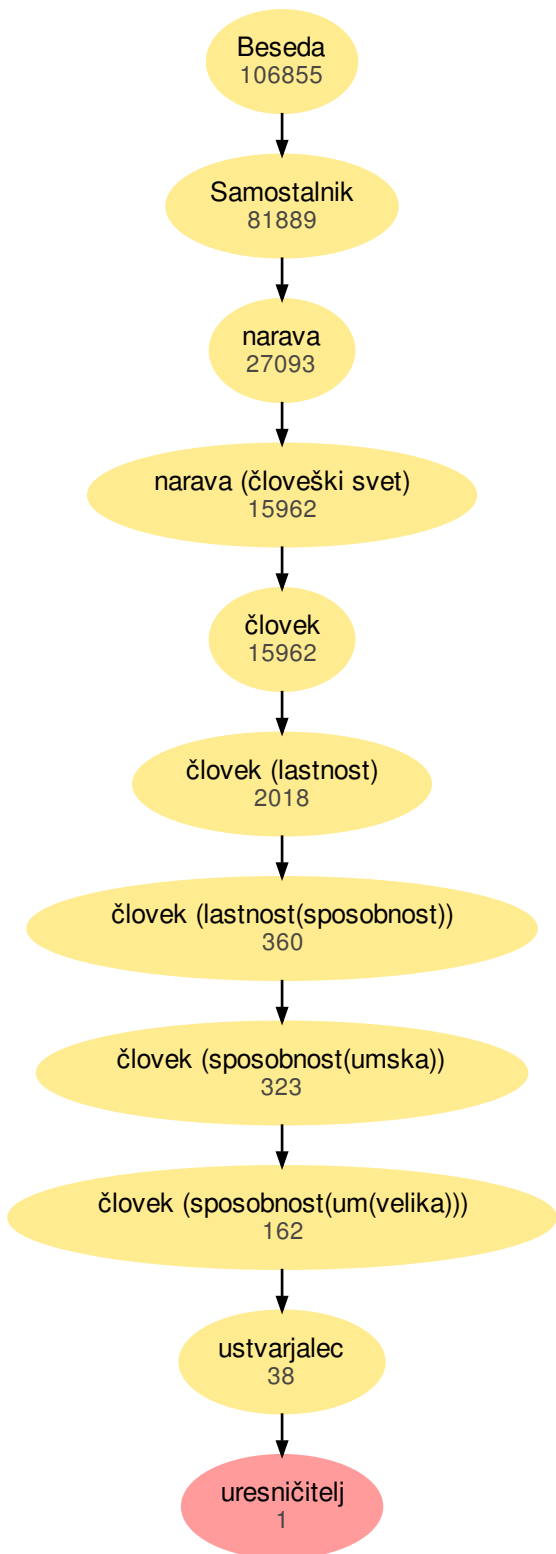 Beseda
106855
Samostalnik
81889
narava
27093
narava (človeški svet)
15962
človek
15962
človek (lastnost)
2018
človek (lastnost(sposobnost))
360
človek (sposobnost(umska))
323
človek (sposobnost(um(velika)))
162
ustvarjalec
38
uresničitelj
1